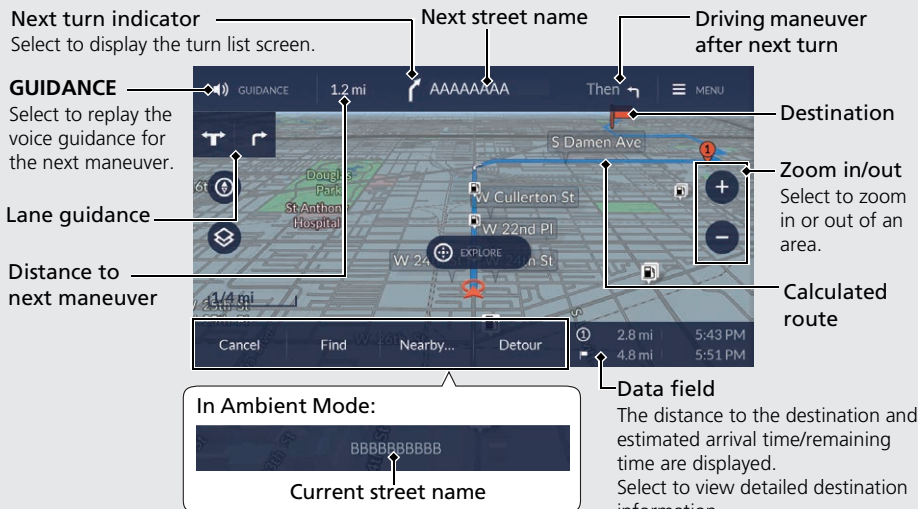 Next turn indicator
Select to display the turn list screen.
Next street name
Driving maneuver
after next turn
GUIDANCE
Select to replay the
voice guidance for
the next maneuver.
GUIDANCE
1.2 mi
AAAAAAAA
Then
MENU
Destination
S Damen Ave
1
Zoom in/out
Select to zoom
in or out of an
area.
Douglas
Park
St. Anthony
Hospital
W Cullerton St
W 22nd Pl
EXPLORE
Lane guidance
Distance to
next maneuver
Calculated
route
1/4 mi
Cancel
Find
Nearby...
Detour
1 2.8 mi 5:43 PM
4.8 mi 5:51 PM
In Ambient Mode:
BBBBBBBBBB
Current street name
Data field
The distance to the destination and
estimated arrival time/remaining
time are displayed.
Select to view detailed destination